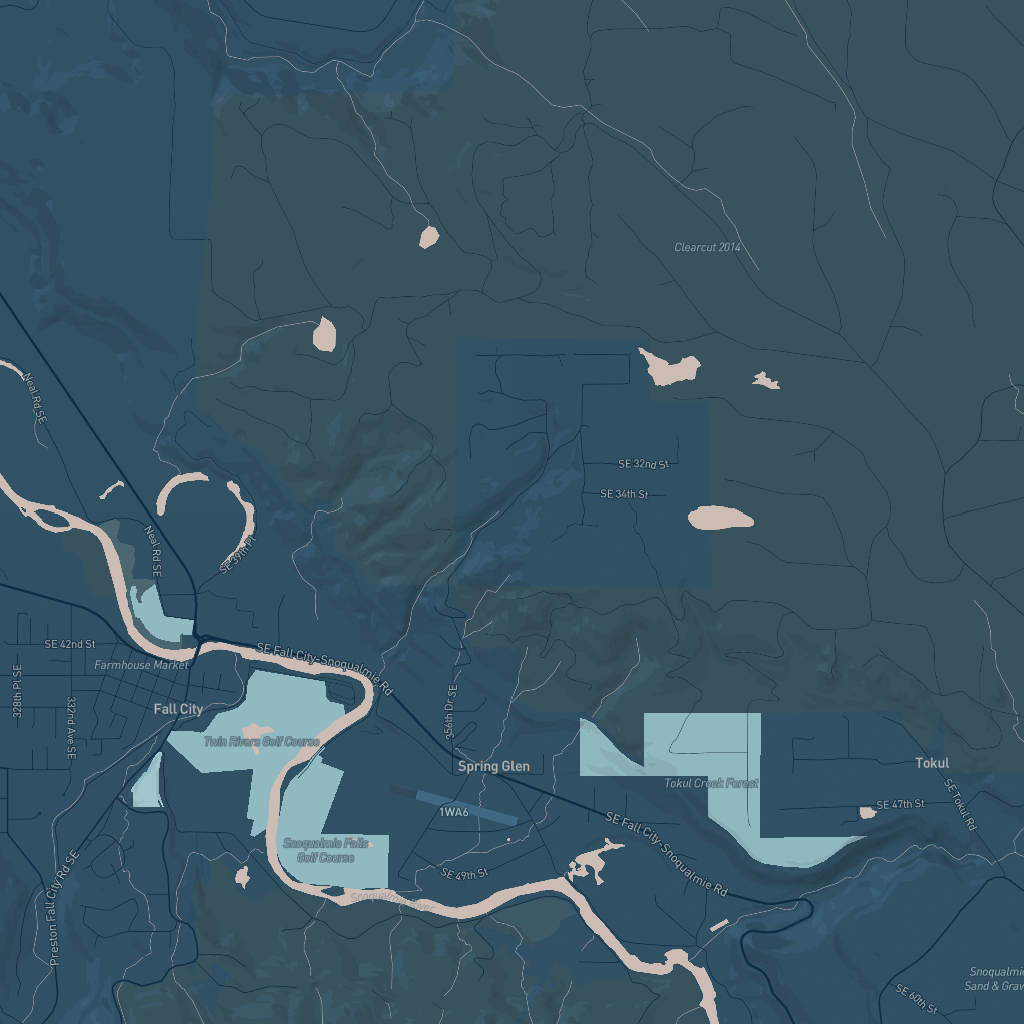 Clearcut 2014
Neal Rd SE
SE 32nd St
SE 34th St
Neal Rd SE
SE 39th Pl
SE 42nd St
SE Fall City-Snoqualmie Rd
Farmhouse Market
328th Pl SE
332nd Ave SE
356th Dr SE
Fall City
Twin Rivers Golf Course
Spring Glen
Tokul
Tokul Creek Forest
SE Tokul Rd
1WA6
SE 47th St
SE Fall City-Snoqualmie Rd
Snoqualmie Falls
Golf Course
SE 49th St
Preston Fall City Rd SE
Snoqualmie River
Snoqualmie
Sand & Grav
SE 60th St